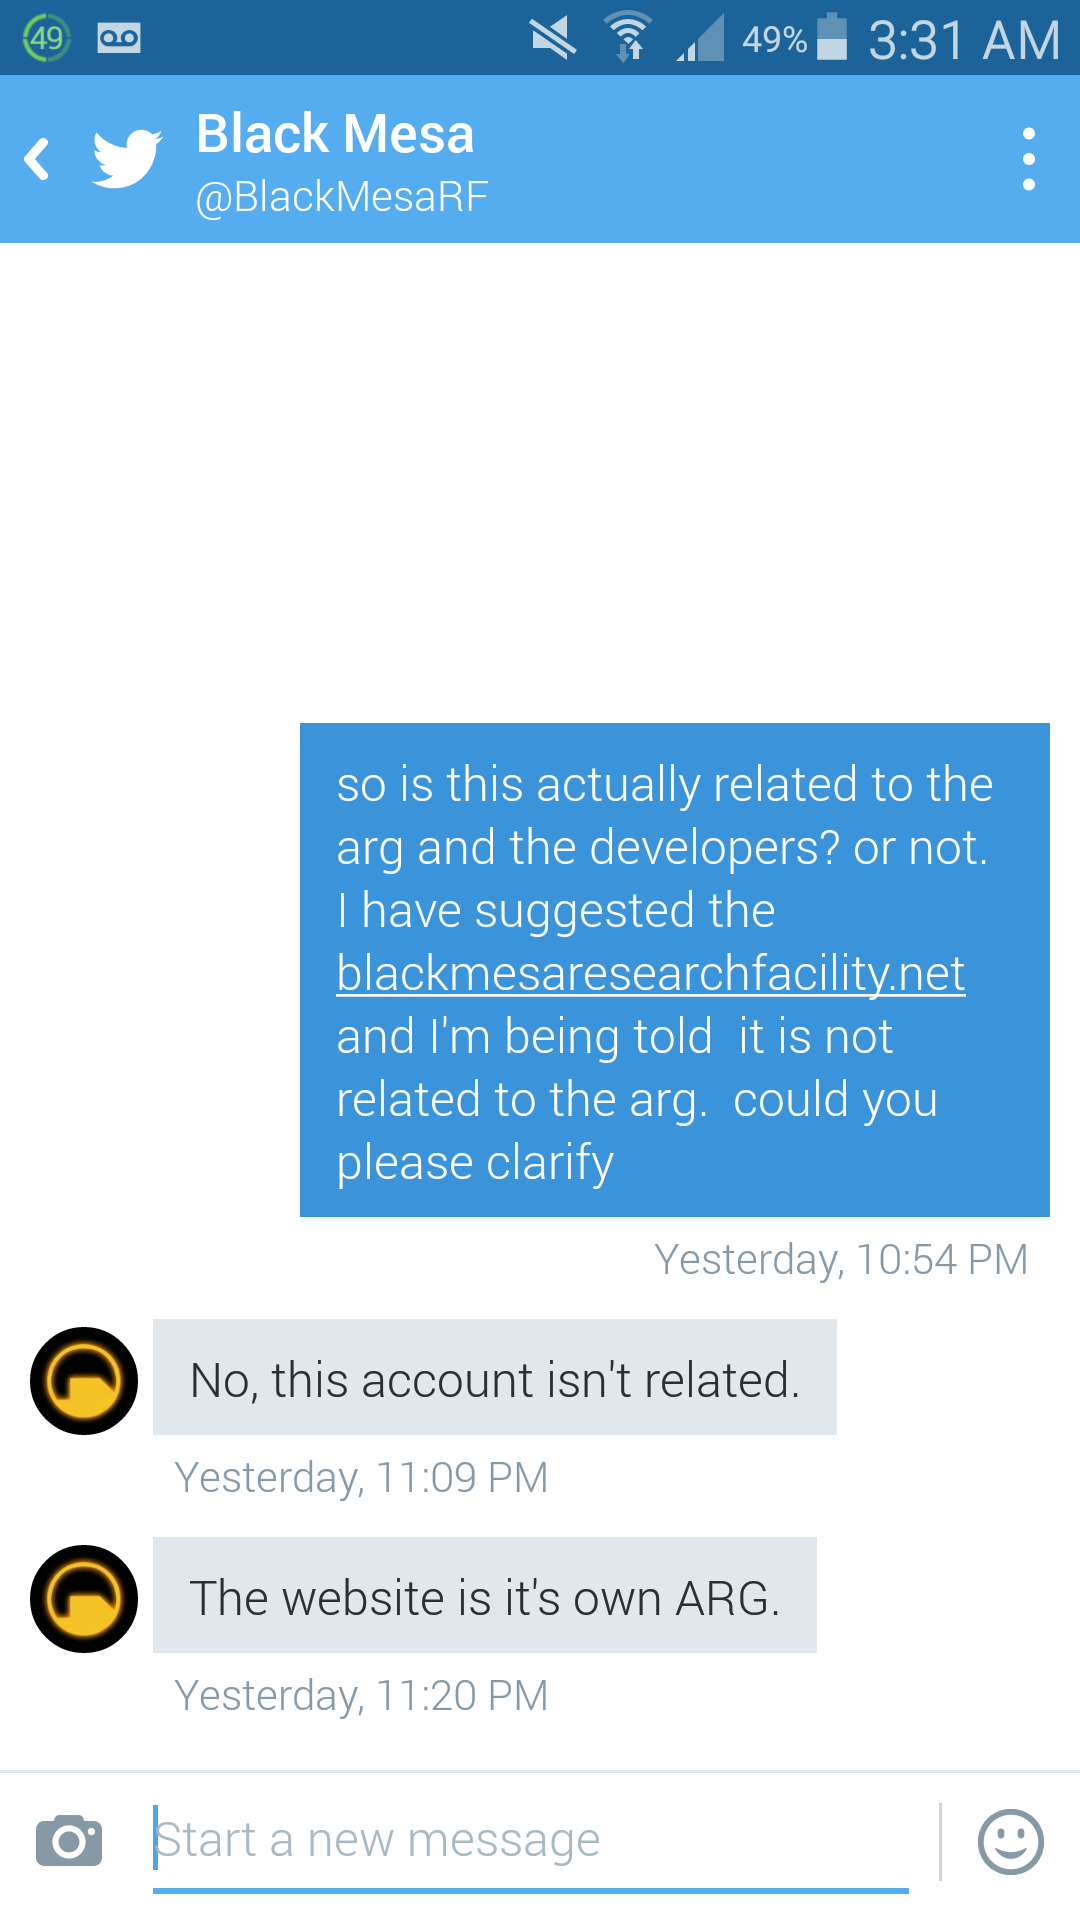 49
49% 3:31 AM
Black Mesa
@BlackMesaRF
so is this actually related to the
arg and the developers? or not.
I have suggested the
blackmesaresearchfacility.net
and I'm being told  it is not
related to the arg.  could you
please clarify
Yesterday, 10:54 PM
No, this account isn't related.
Yesterday, 11:09 PM
The website is it's own ARG.
Yesterday, 11:20 PM
Start a new message